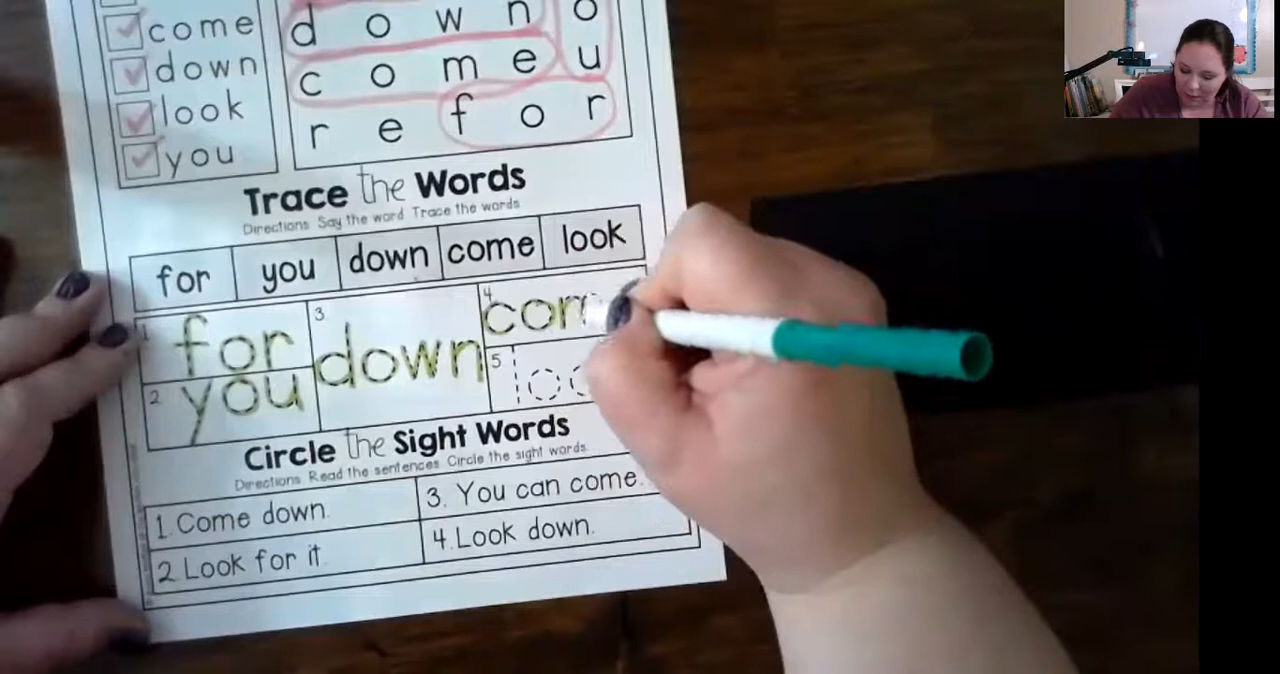 come
down
look
you
d o w n o
c o m e u
r e f o r
Trace the Words
Directions Say the word Trace the words
for you down come look
1 for
2 you
3 down
4 com
5 lo
Circle the Sight Words
Directions Read the sentences Circle the sight words
1. Come down.
2. Look for it
3. You can come.
4. Look down.